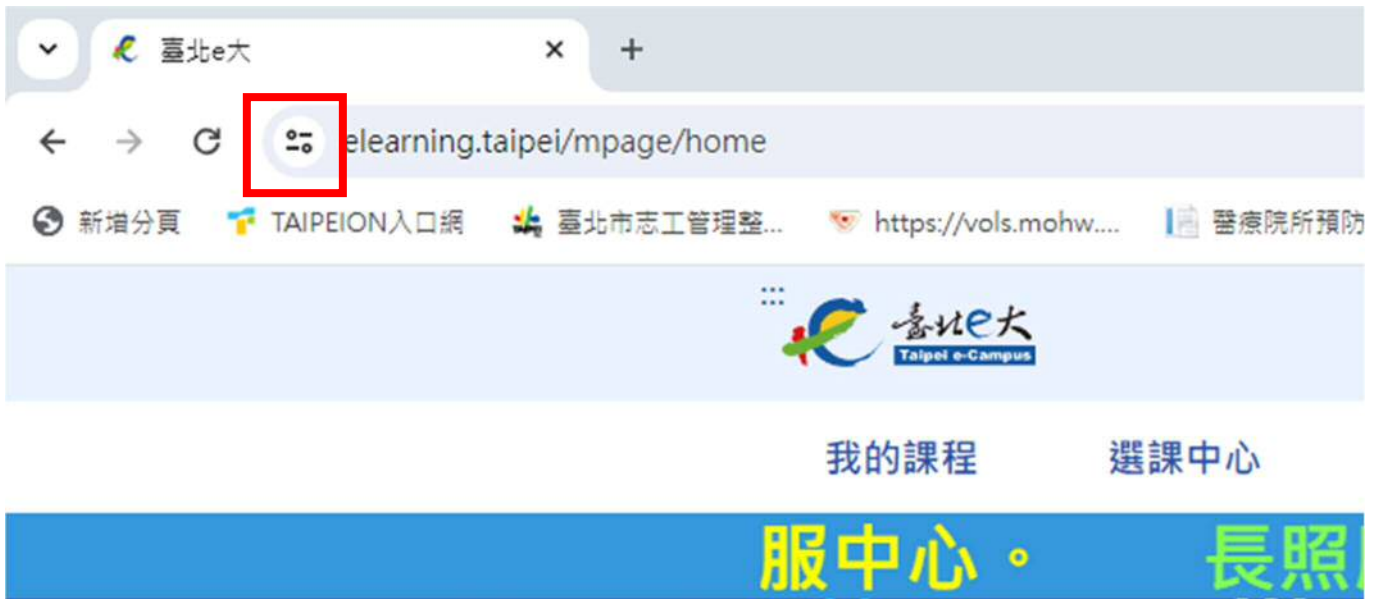 臺北e大
elearning.taipei/mpage/home
新增分頁 TAIPEION入口網 臺北市志工管理整... https://vols.mohw.... 醫療院所預防
臺北e大
Taipei e-Campus
我的課程 選課中心
服中心。 長照